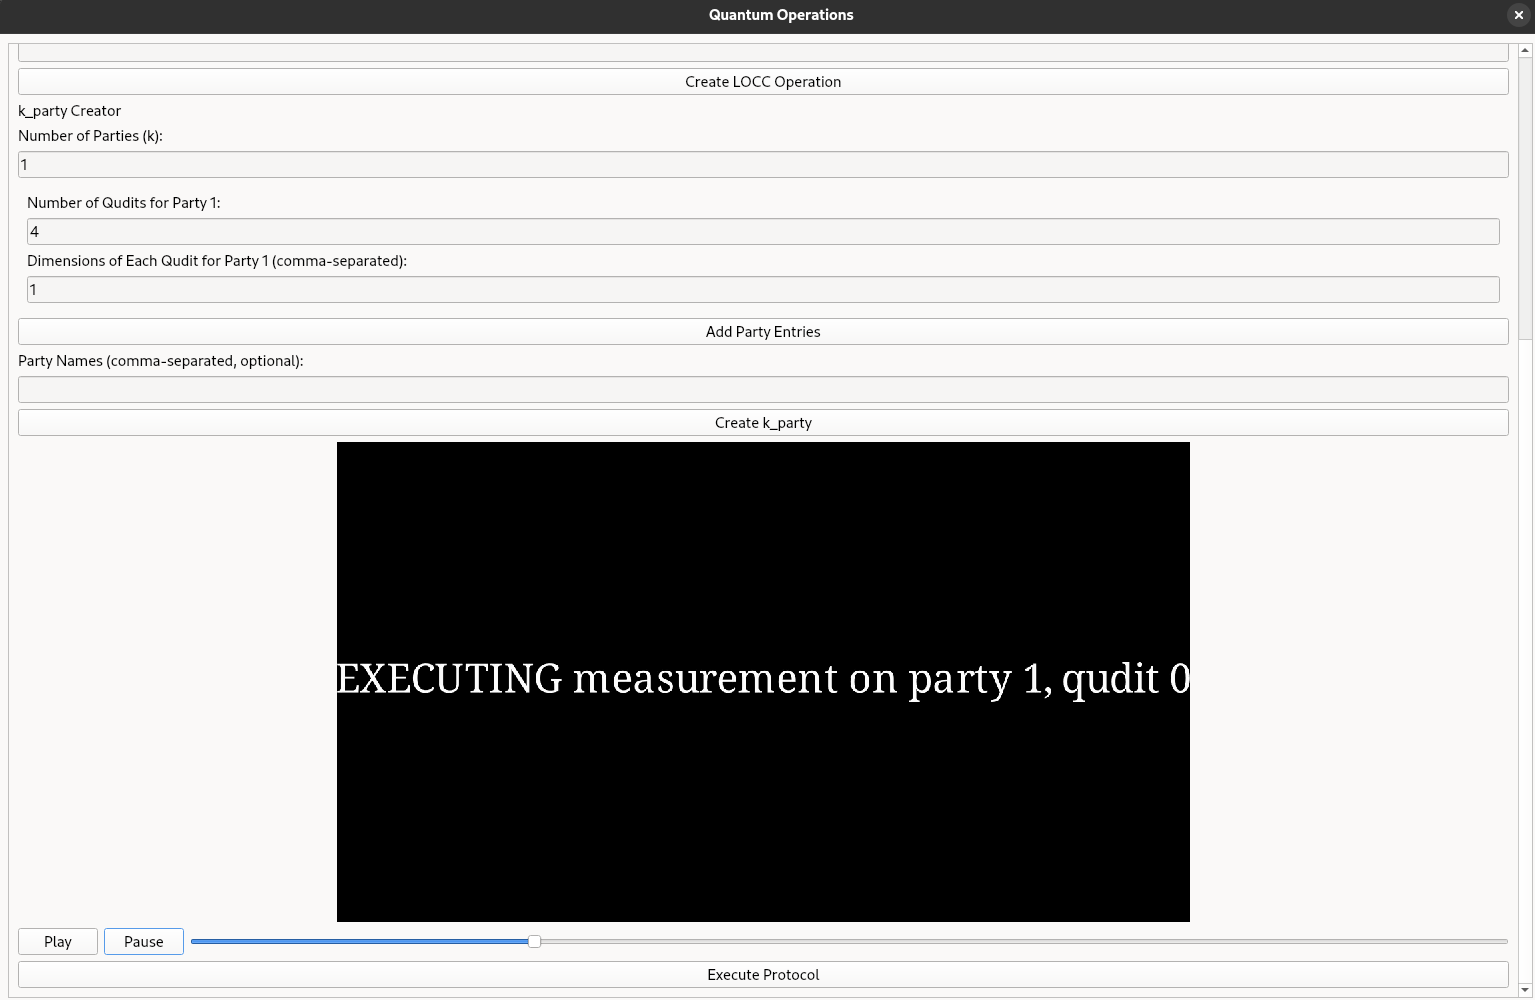 Quantum Operations
Create LOCC Operation
k_party Creator
Number of Parties (k):
1
Number of Qudits for Party 1:
4
Dimensions of Each Qudit for Party 1 (comma-separated):
1
Add Party Entries
Party Names (comma-separated, optional):
Create k_party
EXECUTING measurement on party 1, qudit 0
Play
Pause
Execute Protocol